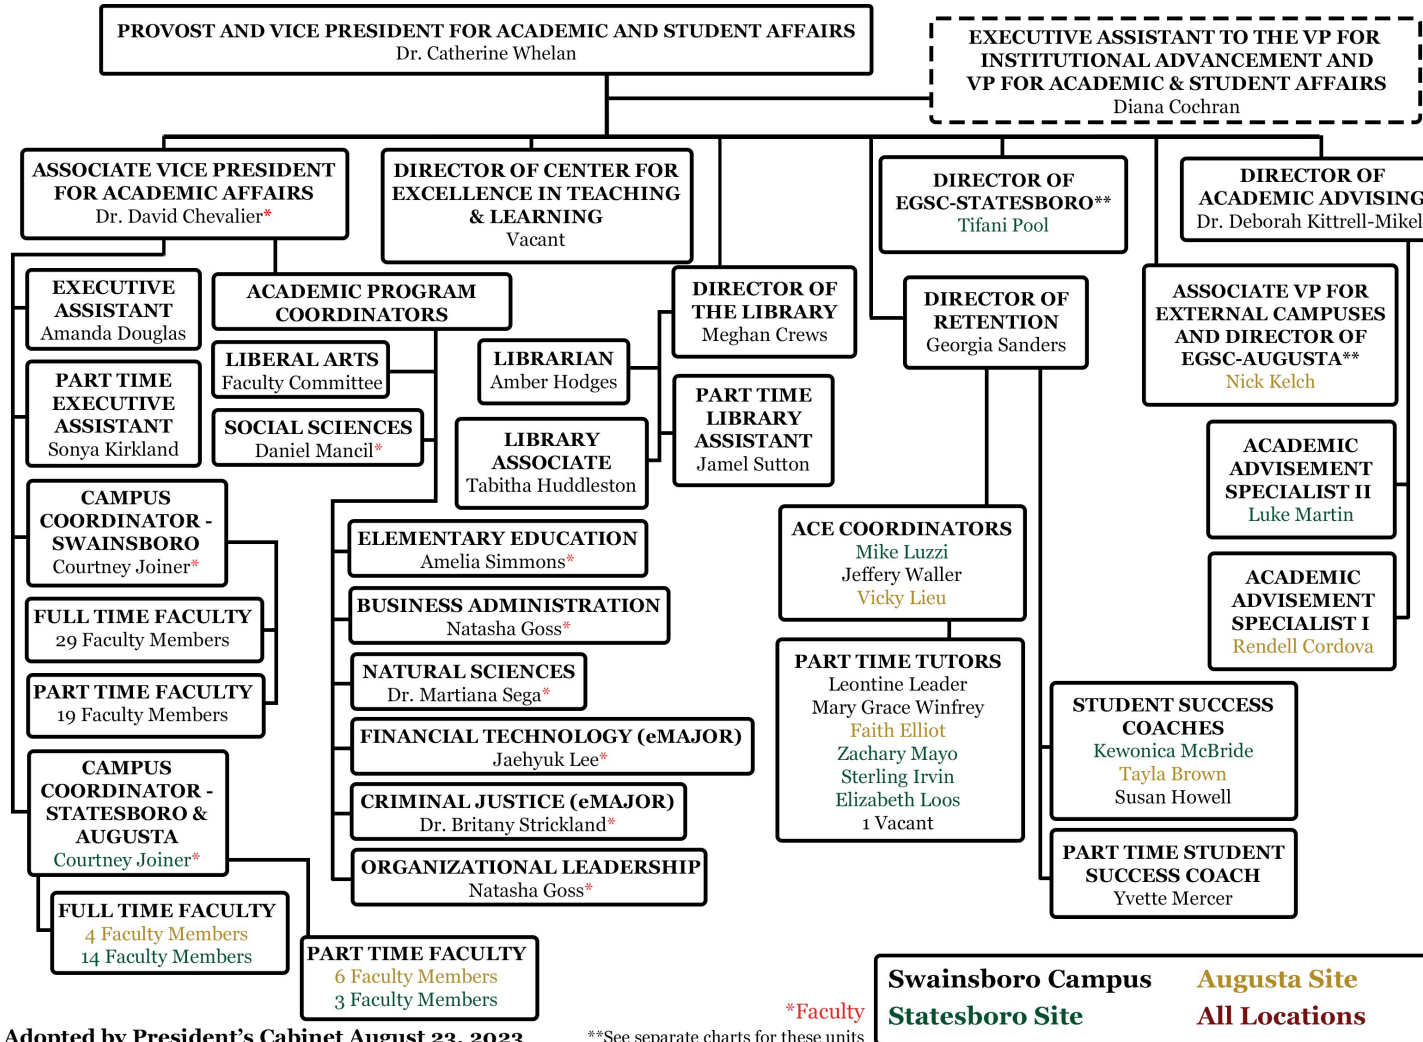 PROVOST AND VICE PRESIDENT FOR ACADEMIC AND STUDENT AFFAIRS
Dr. Catherine Whelan
EXECUTIVE ASSISTANT TO THE VP FOR
INSTITUTIONAL ADVANCEMENT AND
VP FOR ACADEMIC & STUDENT AFFAIRS
Diana Cochran
ASSOCIATE VICE PRESIDENT
FOR ACADEMIC AFFAIRS
Dr. David Chevalier*
DIRECTOR OF CENTER FOR
EXCELLENCE IN TEACHING
& LEARNING
Vacant
DIRECTOR OF
EGSC-STATESBORO**
Tifani Pool
DIRECTOR OF
ACADEMIC ADVISING
Dr. Deborah Kittrell-Mikel
EXECUTIVE
ASSISTANT
Amanda Douglas
PART TIME
EXECUTIVE
ASSISTANT
Sonya Kirkland
CAMPUS
COORDINATOR -
SWAINSBORO
Courtney Joiner*
FULL TIME FACULTY
29 Faculty Members
PART TIME FACULTY
19 Faculty Members
CAMPUS
COORDINATOR -
STATESBORO &
AUGUSTA
Courtney Joiner*
FULL TIME FACULTY
4 Faculty Members
14 Faculty Members
PART TIME FACULTY
6 Faculty Members
3 Faculty Members
ACADEMIC PROGRAM
COORDINATORS
LIBERAL ARTS
Faculty Committee
SOCIAL SCIENCES
Daniel Mancil*
ELEMENTARY EDUCATION
Amelia Simmons*
BUSINESS ADMINISTRATION
Natasha Goss*
NATURAL SCIENCES
Dr. Martiana Sega*
FINANCIAL TECHNOLOGY (eMAJOR)
Jaehyuk Lee*
CRIMINAL JUSTICE (eMAJOR)
Dr. Britany Strickland*
ORGANIZATIONAL LEADERSHIP
Natasha Goss*
DIRECTOR OF
THE LIBRARY
Meghan Crews
LIBRARIAN
Amber Hodges
PART TIME
LIBRARY
ASSISTANT
Jamel Sutton
LIBRARY
ASSOCIATE
Tabitha Huddleston
DIRECTOR OF
RETENTION
Georgia Sanders
ACE COORDINATORS
Mike Luzzi
Jeffery Waller
Vicky Lieu
PART TIME TUTORS
Leontine Leader
Mary Grace Winfrey
Faith Elliot
Zachary Mayo
Sterling Irvin
Elizabeth Loos
1 Vacant
STUDENT SUCCESS
COACHES
Kewonica McBride
Tayla Brown
Susan Howell
PART TIME STUDENT
SUCCESS COACH
Yvette Mercer
ASSOCIATE VP FOR
EXTERNAL CAMPUSES
AND DIRECTOR OF
EGSC-AUGUSTA**
Nick Kelch
ACADEMIC
ADVISEMENT
SPECIALIST II
Luke Martin
ACADEMIC
ADVISEMENT
SPECIALIST I
Rendell Cordova
Adopted by President's Cabinet August 23, 2023
*Faculty
**See separate charts for these units
Swainsboro Campus
Augusta Site
Statesboro Site
All Locations